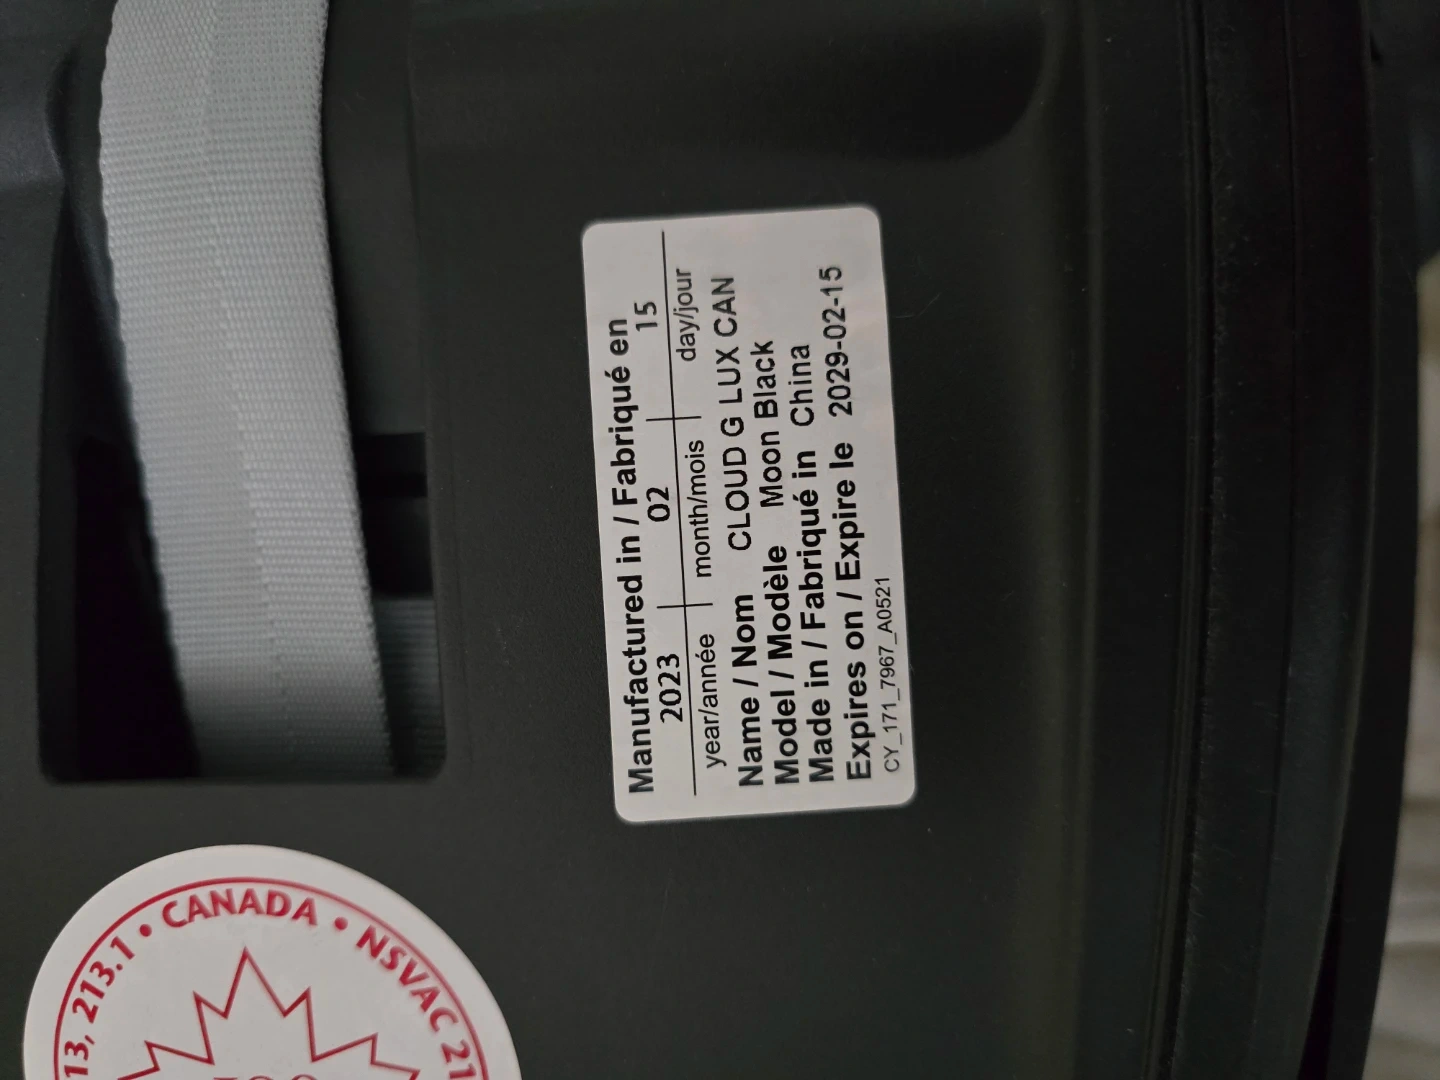 Manufactured in / Fabriqué en
2023 02 15
year/année month/mois day/jour
Name / Nom CLOUD G LUX CAN
Model / Modèle Moon Black
Made in / Fabriqué in China
Expires on / Expire le 2029-02-15
CY_171_7967_A0521
13, 213.1 • CANADA • NSVAC 21